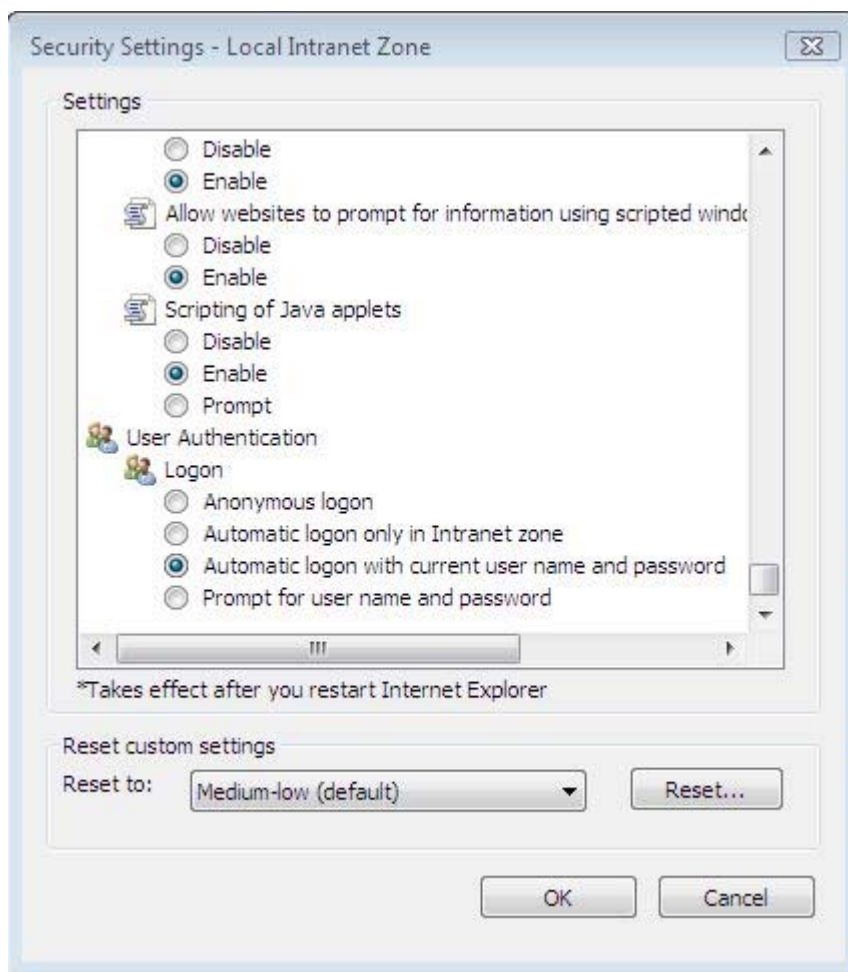 Security Settings - Local Intranet Zone
Settings
Disable
Enable
Allow websites to prompt for information using scripted
Disable
Enable
Scripting of Java applets
Disable
Enable
Prompt
User Authentication
Logon
Anonymous logon
Automatic logon only in Intranet zone
Automatic logon with current user name and password
Prompt for user name and password
*Takes effect after you restart Internet Explorer
Reset custom settings
Reset to: Medium-low (default) Reset...
OK Cancel